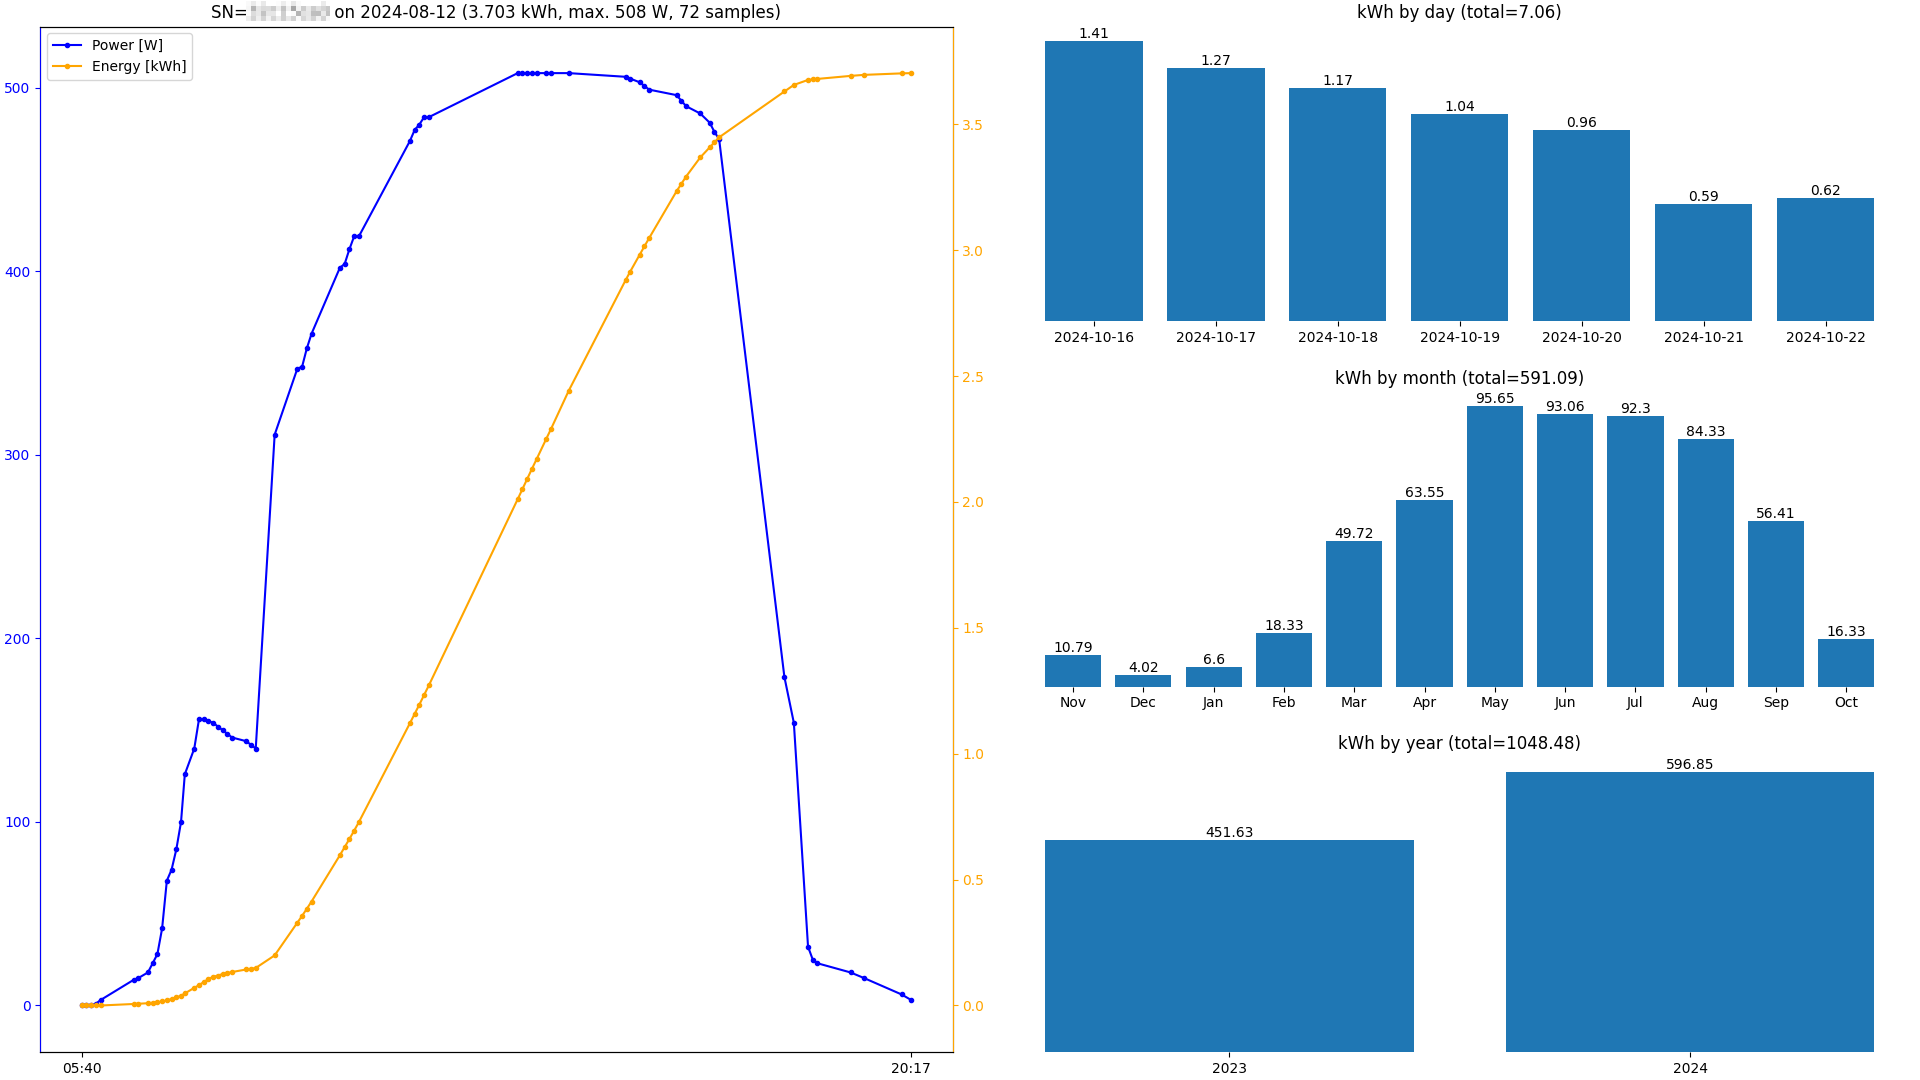 SN= on 2024-08-12 (3.703 kWh, max. 508 W, 72 samples)
Power [W]
Energy [kWh]
500
400
300
200
100
0
3.5
3.0
2.5
2.0
1.5
1.0
0.5
0.0
05:40 20:17
kWh by day (total=7.06)
1.41 1.27 1.17 1.04 0.96 0.59 0.62
2024-10-16 2024-10-17 2024-10-18 2024-10-19 2024-10-20 2024-10-21 2024-10-22
kWh by month (total=591.09)
10.79 4.02 6.6 18.33 49.72 63.55 95.65 93.06 92.3 84.33 56.41 16.33
Nov Dec Jan Feb Mar Apr May Jun Jul Aug Sep Oct
kWh by year (total=1048.48)
451.63 596.85
2023 2024